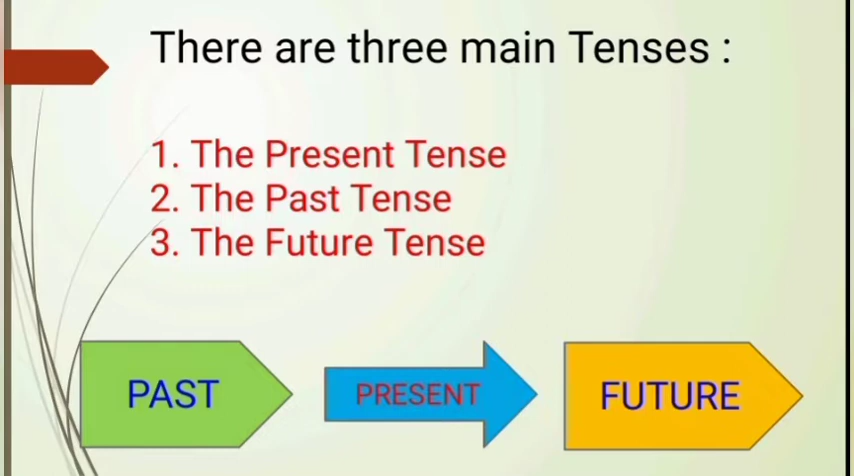 There are three main Tenses :
1. The Present Tense
2. The Past Tense
3. The Future Tense
PAST PRESENT FUTURE